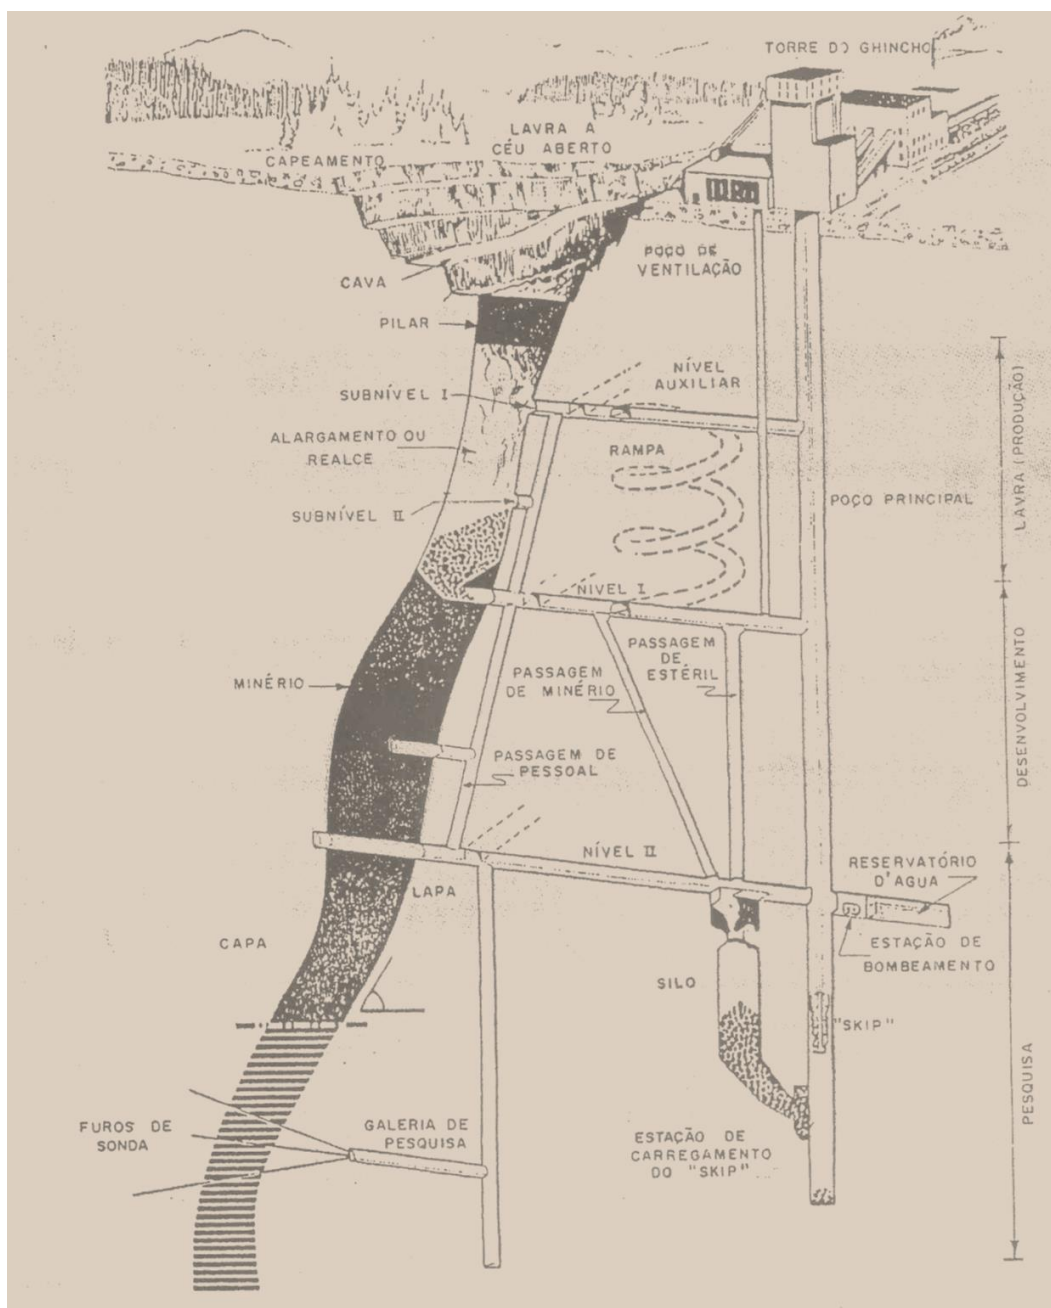 TORRE DO GHINCHO
LAVRA A
CÉU ABERTO
CAPEAMENTO
POÇO DE
VENTILAÇÃO
CAVA
PILAR
NÍVEL
AUXILIAR
SUBNÍVEL I
ALARGAMENTO OU
REALCE
RAMPA
LAVRA (PRODUÇÃO)
POÇO PRINCIPAL
SUBNÍVEL II
NIVEL I
PASSAGEM
DE
ESTÉRIL
PASSAGEM
DE MINÉRIO
MINÉRIO
DESENVOLVIMENTO
PASSAGEM DE
PESSOAL
NÍVEL II
RESERVATÓRIO
D'AGUA
LAPA
CAPA
ESTAÇÃO DE
BOMBEAMENTO
SILO
"SKIP"
PESQUISA
FUROS DE
SONDA
GALERIA DE
PESQUISA
ESTAÇÃO DE
CARREGAMENTO
DO "SKIP"